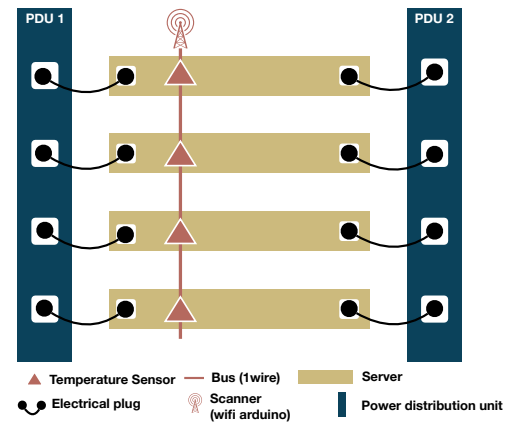 PDU 1
PDU 2
Temperature Sensor
Bus (1wire)
Server
Electrical plug
Scanner
(wifi arduino)
Power distribution unit